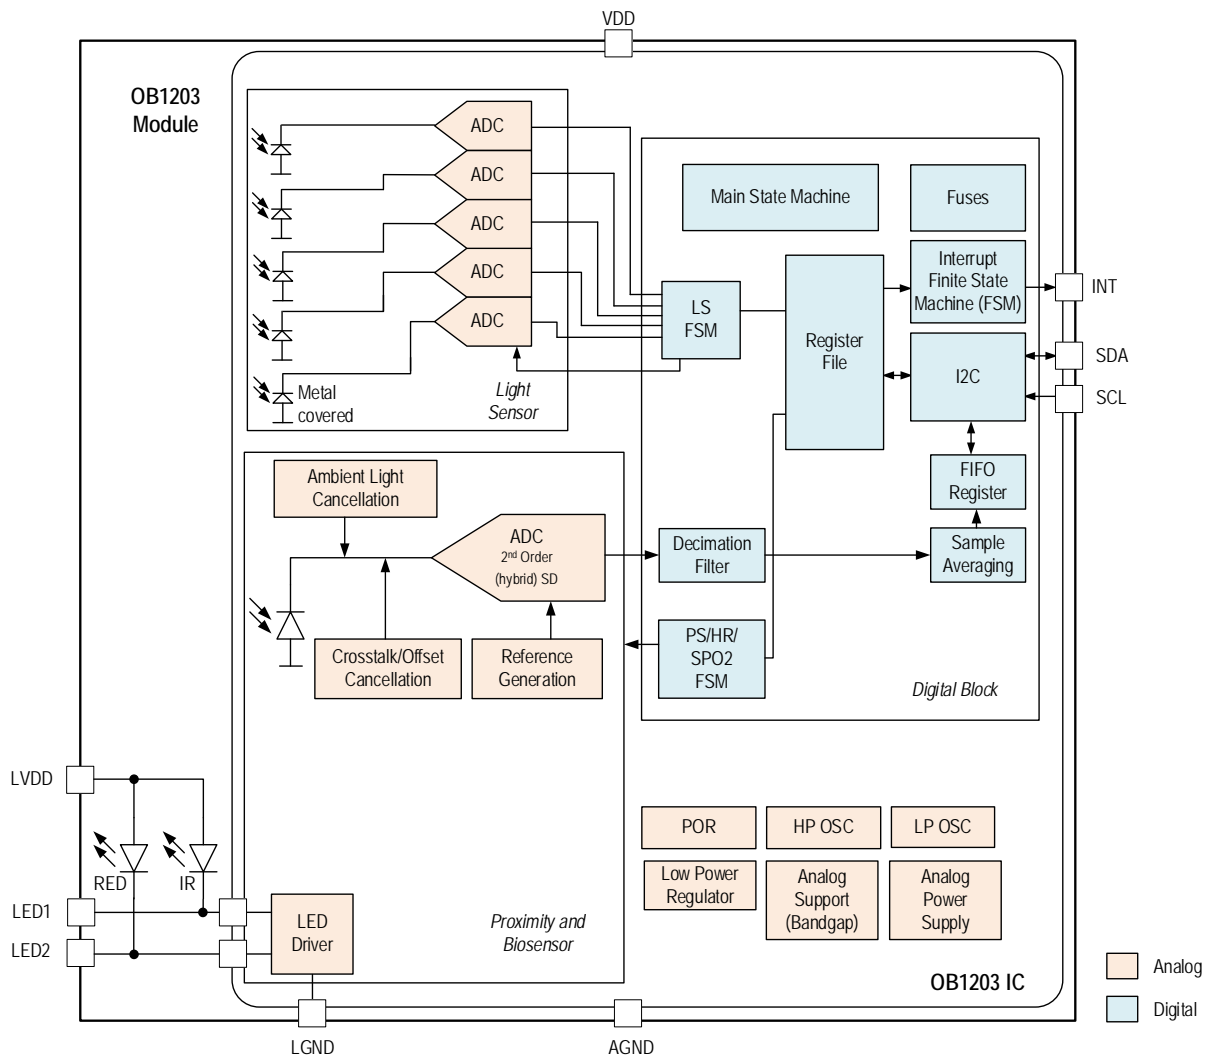 VDD
OB1203
Module
ADC
ADC
ADC
ADC
ADC
Metal
covered
Light
Sensor
Main State Machine
Fuses
LS
FSM
Register
File
Interrupt
Finite State
Machine (FSM)
I2C
FIFO
Register
Sample
Averaging
Decimation
Filter
PS/HR/
SPO2
FSM
Digital Block
INT
SDA
SCL
Ambient Light
Cancellation
ADC
2nd Order
(hybrid) SD
Crosstalk/Offset
Cancellation
Reference
Generation
LVDD
RED
IR
LED1
LED2
LED
Driver
Proximity and
Biosensor
POR
HP OSC
LP OSC
Low Power
Regulator
Analog
Support
(Bandgap)
Analog
Power
Supply
OB1203 IC
Analog
Digital
LGND
AGND